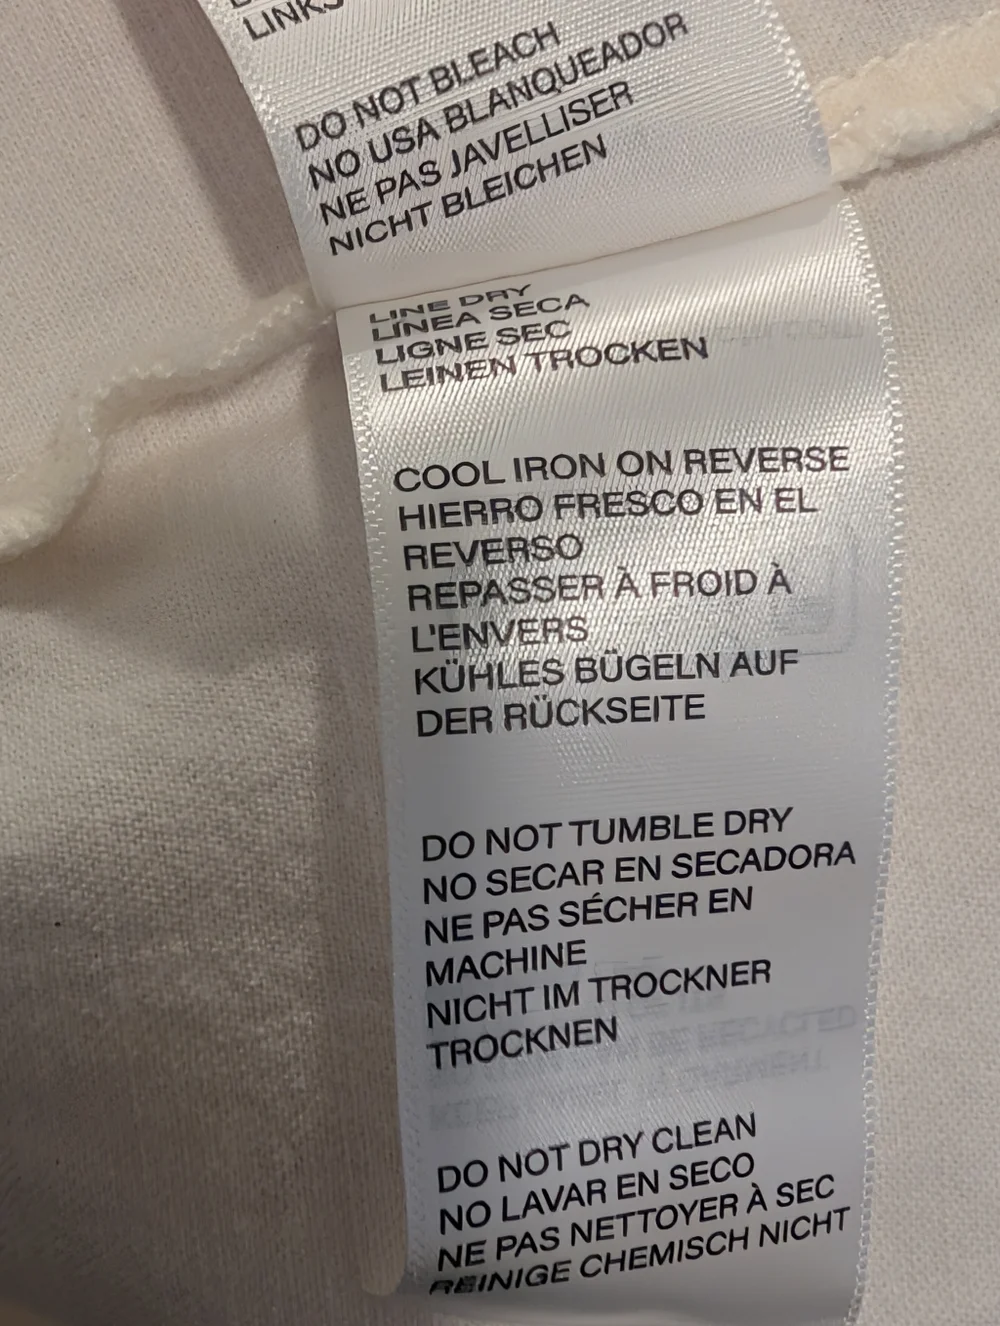 DO NOT BLEACH
NO USA BLANQUEADOR
NE PAS JAVELLISER
NICHT BLEICHEN
LINE DRY
LÍNEA SECA
LIGNE SEC
LEINEN TROCKEN
COOL IRON ON REVERSE
HIERRO FRESCO EN EL
REVERSO
REPASSER À FROID À
L'ENVERS
KÜHLES BÜGELN AUF
DER RÜCKSEITE
DO NOT TUMBLE DRY
NO SECAR EN SECADORA
NE PAS SÉCHER EN
MACHINE
NICHT IM TROCKNER
TROCKNEN
DO NOT DRY CLEAN
NO LAVAR EN SECO
NE PAS NETTOYER À SEC
REINIGE CHEMISCH NICHT